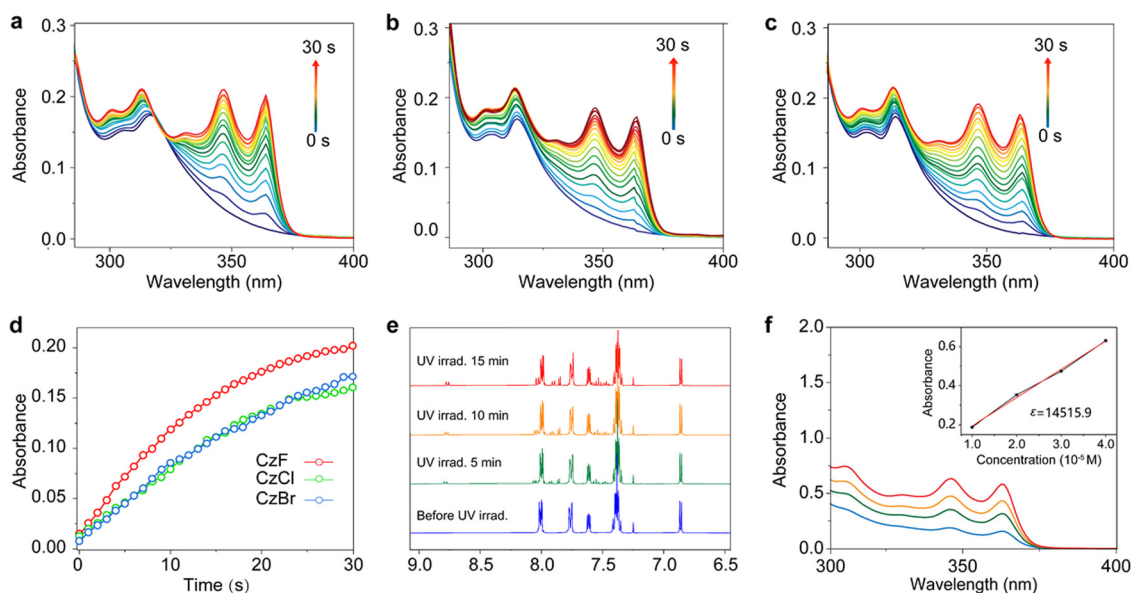 a
0.3
0.2
0.1
0.0
Absorbance
30 s
0 s
300
350
400
Wavelength (nm)
b
0.3
0.2
0.1
0.0
Absorbance
30 s
0 s
300
350
400
Wavelength (nm)
c
0.3
0.2
0.1
0.0
Absorbance
30 s
0 s
300
350
400
Wavelength (nm)
d
0.20
0.15
0.10
0.05
0.00
Absorbance
CzF
CzCl
CzBr
0
10
20
30
Time (s)
e
UV irrad. 15 min
UV irrad. 10 min
UV irrad. 5 min
Before UV irrad.
9.0
8.5
8.0
7.5
7.0
6.5
f
2.0
1.5
1.0
0.5
0.0
Absorbance
300
350
400
Wavelength (nm)
0.6
0.4
0.2
Absorbance
ε=14515.9
1.0
2.0
3.0
4.0
Concentration (10⁻⁵ M)